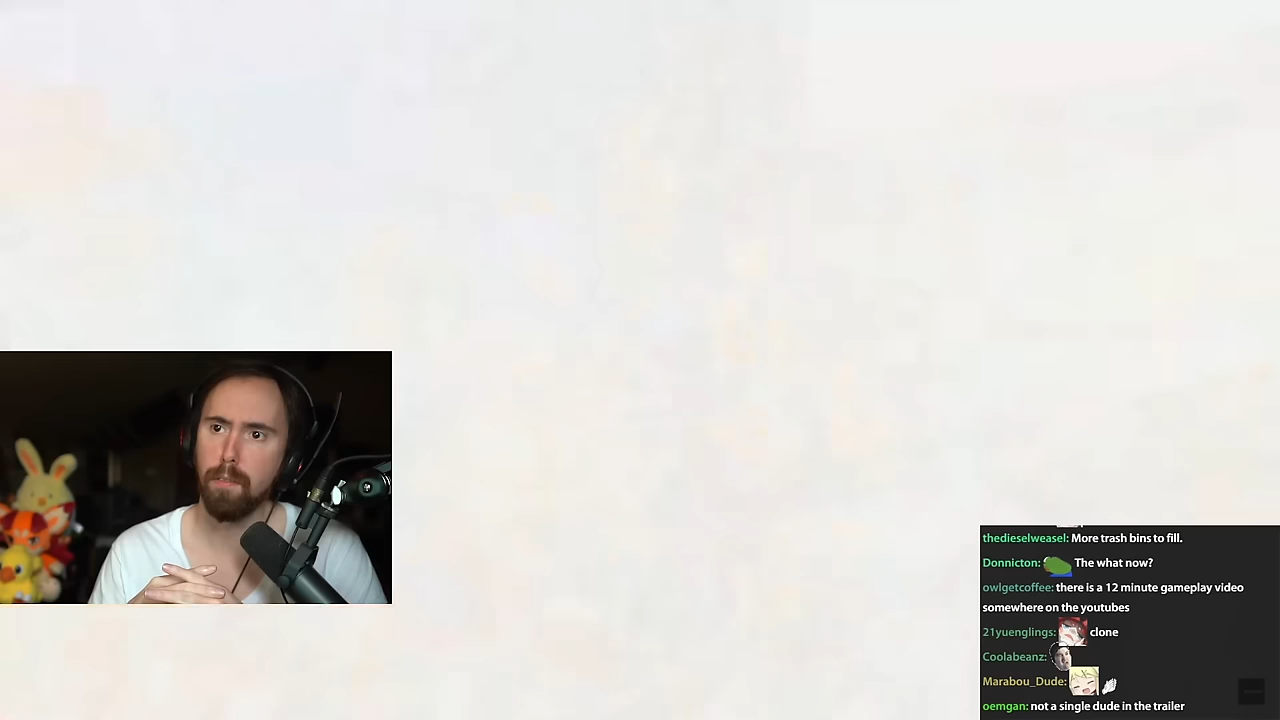 thedieselweasel: More trash bins to fill.
Donnicton: The what now?
owlgetcoffee: there is a 12 minute gameplay video
somewhere on the youtubes
21yuenglings: clone
Coolabeanz:
Marabou_Dude:
oemgan: not a single dude in the trailer